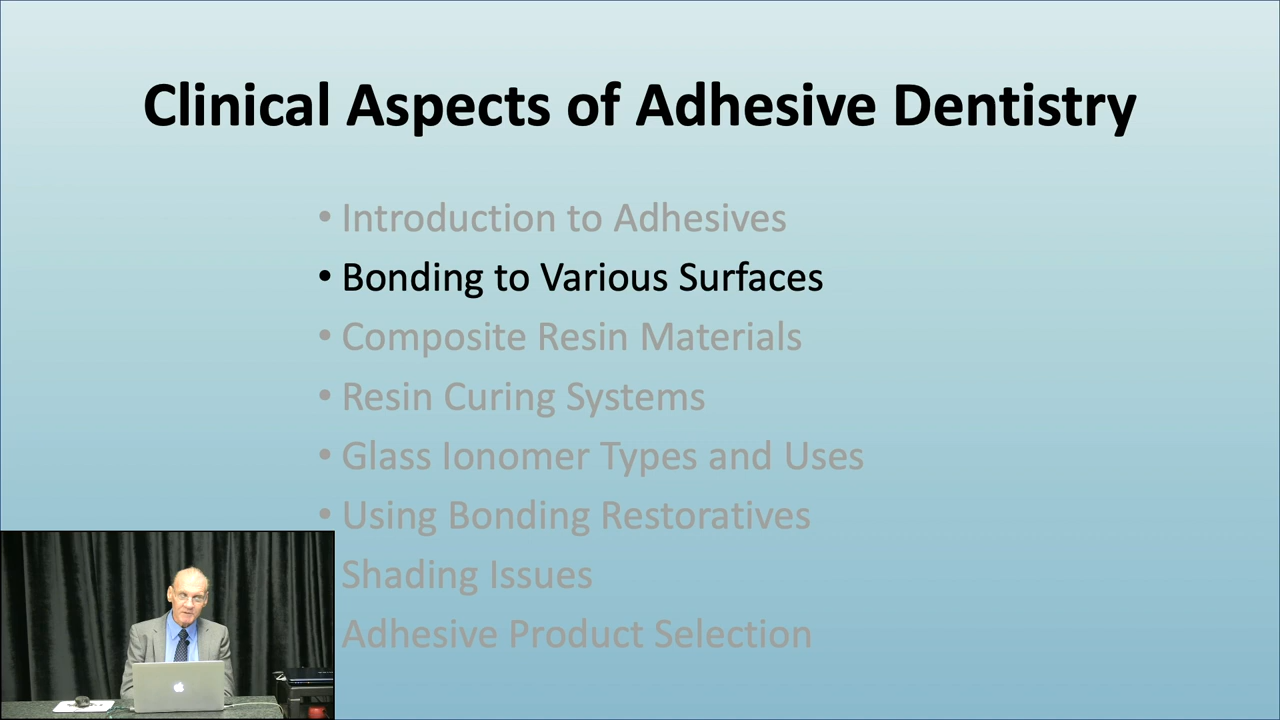 Clinical Aspects of Adhesive Dentistry
• Introduction to Adhesives
• Bonding to Various Surfaces
• Composite Resin Materials
• Resin Curing Systems
• Glass Ionomer Types and Uses
• Using Bonding Restoratives
Shading Issues
Adhesive Product Selection